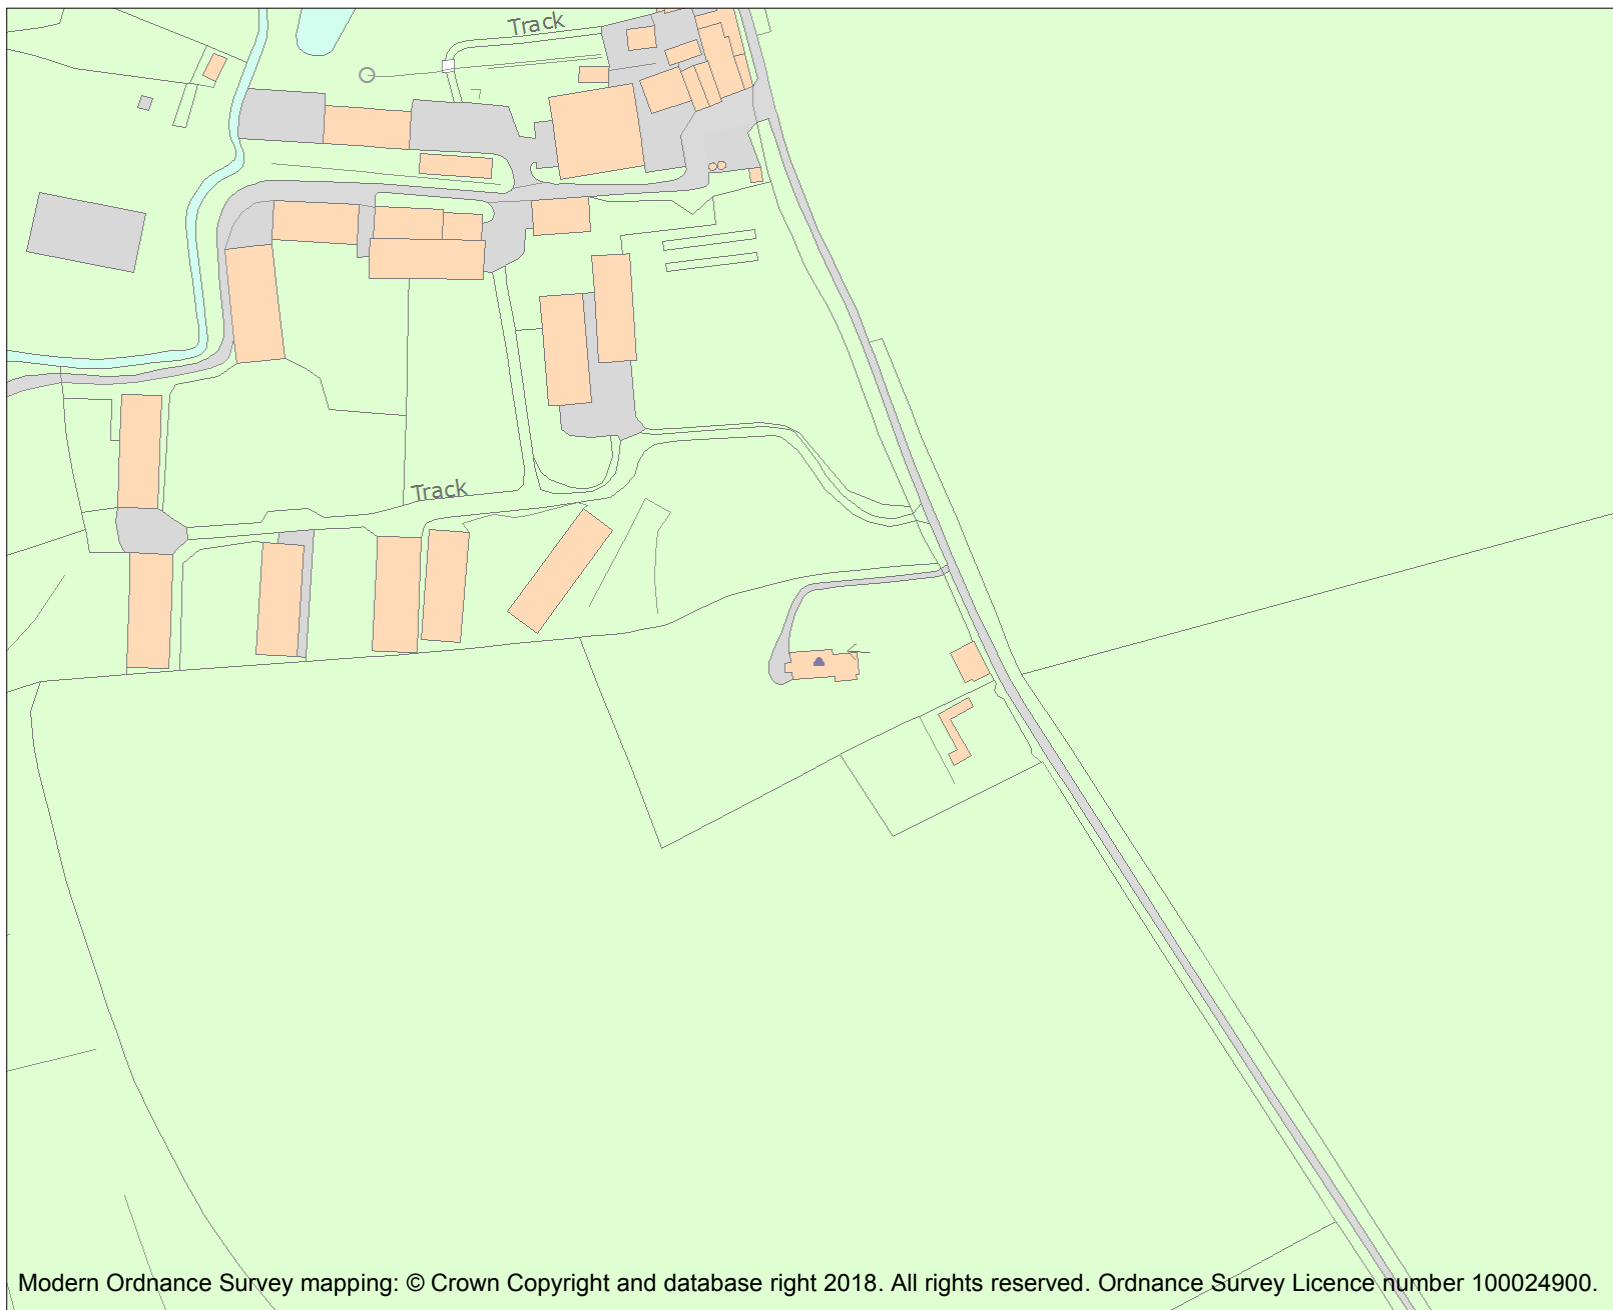 Track
Track
Modern Ordnance Survey mapping: © Crown Copyright and database right 2018. All rights reserved. Ordnance Survey Licence number 100024900.